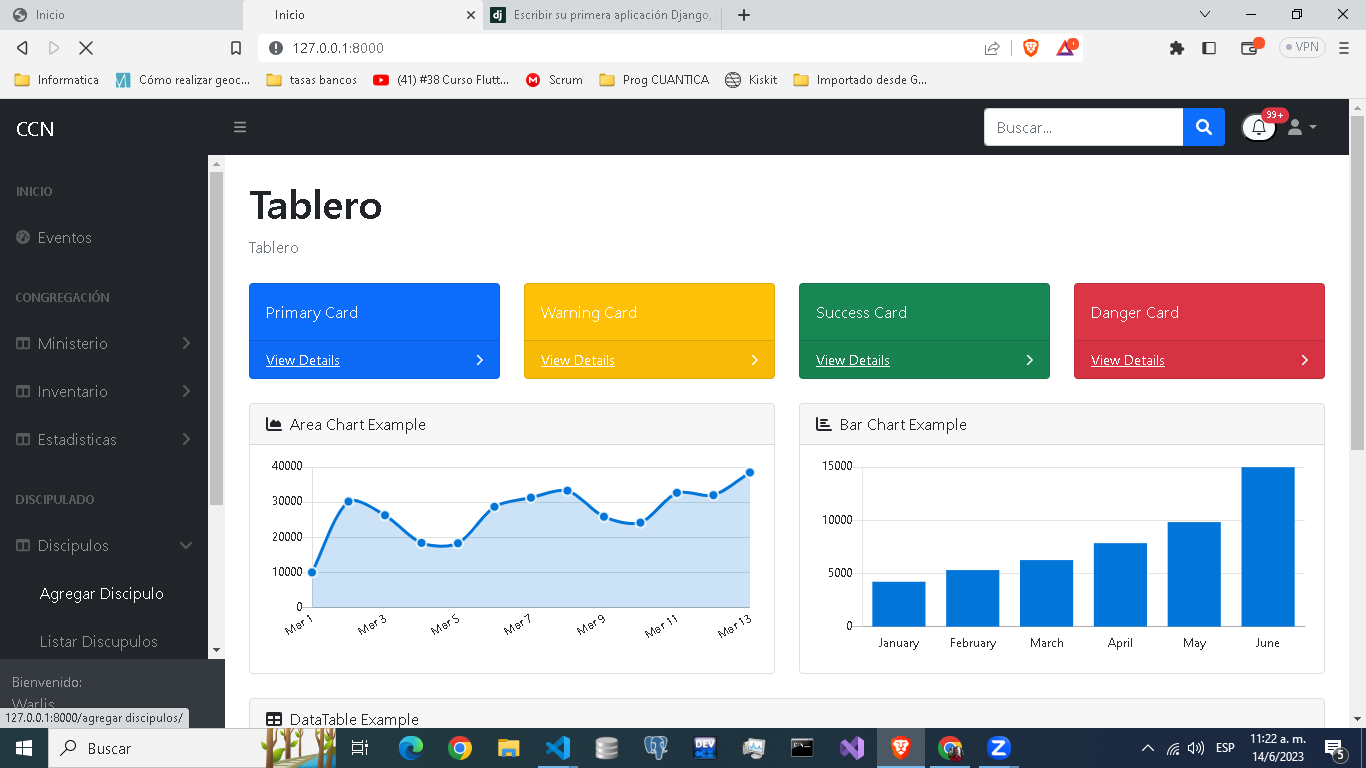 Inicio
Inicio
Escribir su primera aplicación Django,
127.0.0.1:8000
1
VPN
Informatica
Cómo realizar geoc...
tasas bancos
(41) #38 Curso Flutt...
Scrum
Prog CUANTICA
Kiskit
Importado desde G...
CCN
Buscar...
99+
INICIO
Eventos
CONGREGACIÓN
Ministerio
Inventario
Estadisticas
DISCIPULADO
Discipulos
Agregar Discipulo
Listar Discupulos
Bienvenido:
Warlis
127.0.0.1:8000/agregar discipulos/
Tablero
Tablero
Primary Card
View Details
Warning Card
View Details
Success Card
View Details
Danger Card
View Details
Area Chart Example
40000
30000
20000
10000
0
Mar 1
Mar 3
Mar 5
Mar 7
Mar 9
Mar 11
Mar 13
Bar Chart Example
15000
10000
5000
0
January
February
March
April
May
June
DataTable Example
Buscar
DEV
ESP
11:22 a. m.
14/6/2023
5